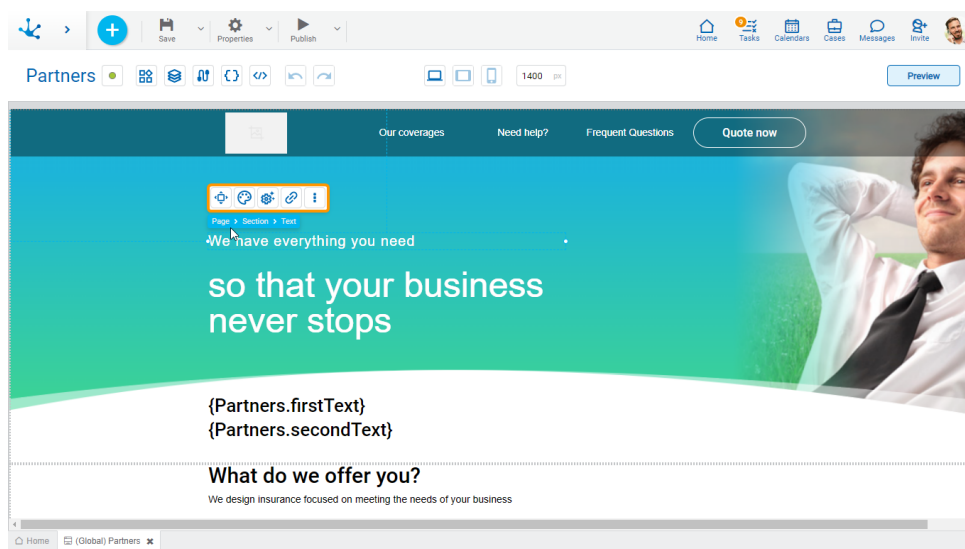 Save
Properties
Publish
Home
9
Tasks
Calendars
Cases
Messages
Invite
Partners
1400 px
Preview
Our coverages
Need help?
Frequent Questions
Quote now
Page > Section > Text
We have everything you need
so that your business
never stops
{Partners.firstText}
{Partners.secondText}
What do we offer you?
We design insurance focused on meeting the needs of your business
Home
(Global) Partners